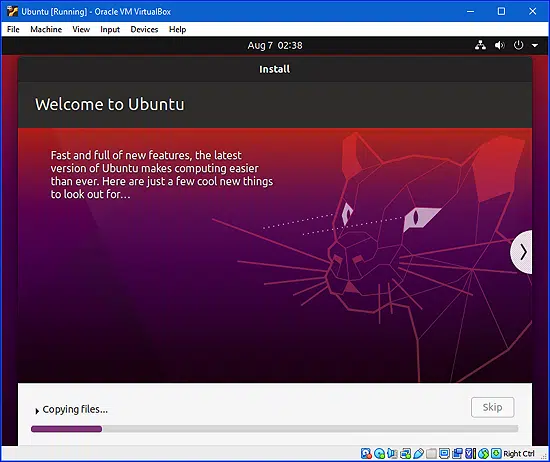 Ubuntu [Running] - Oracle VM VirtualBox
File Machine View Input Devices Help
Aug 7 02:38
Install
Welcome to Ubuntu
Fast and full of new features, the latest
version of Ubuntu makes computing easier
than ever. Here are just a few cool new things
to look out for...
Copying files...
Skip
Right Ctrl